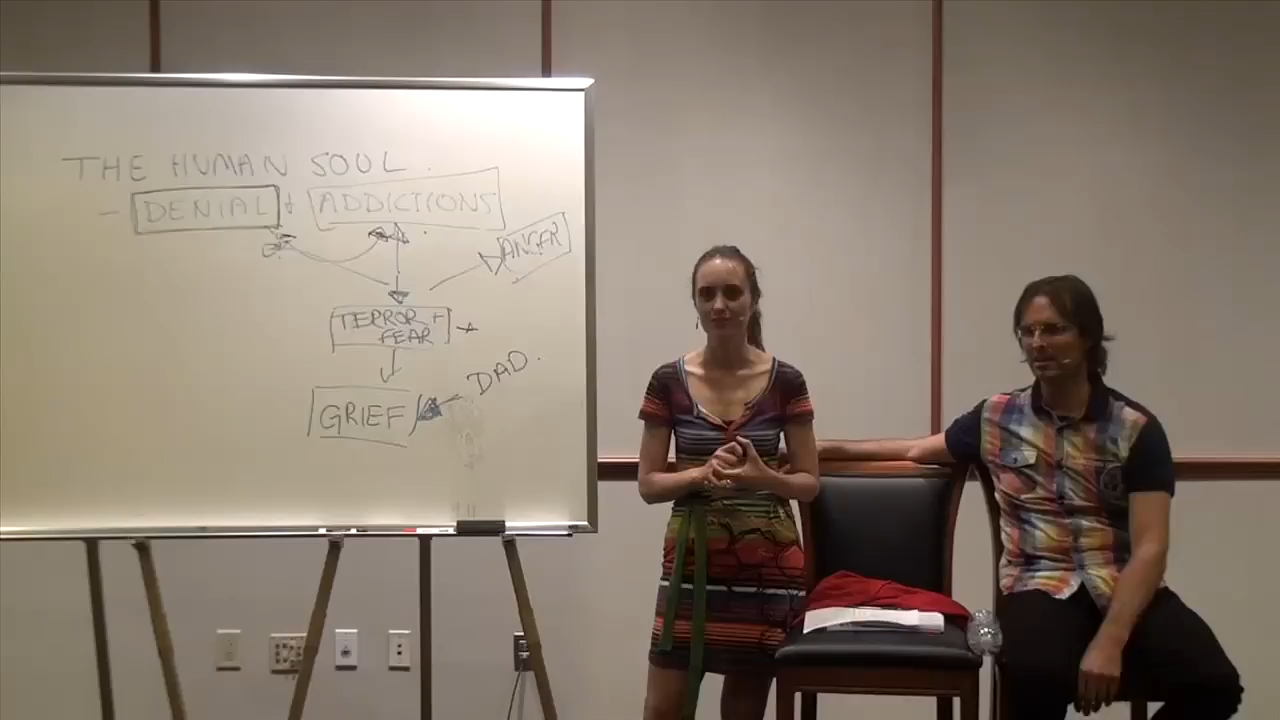 THE HUMAN SOUL.
- DENIAL + ADDICTIONS
ANGER
TERROR +
FEAR
DAD.
GRIEF